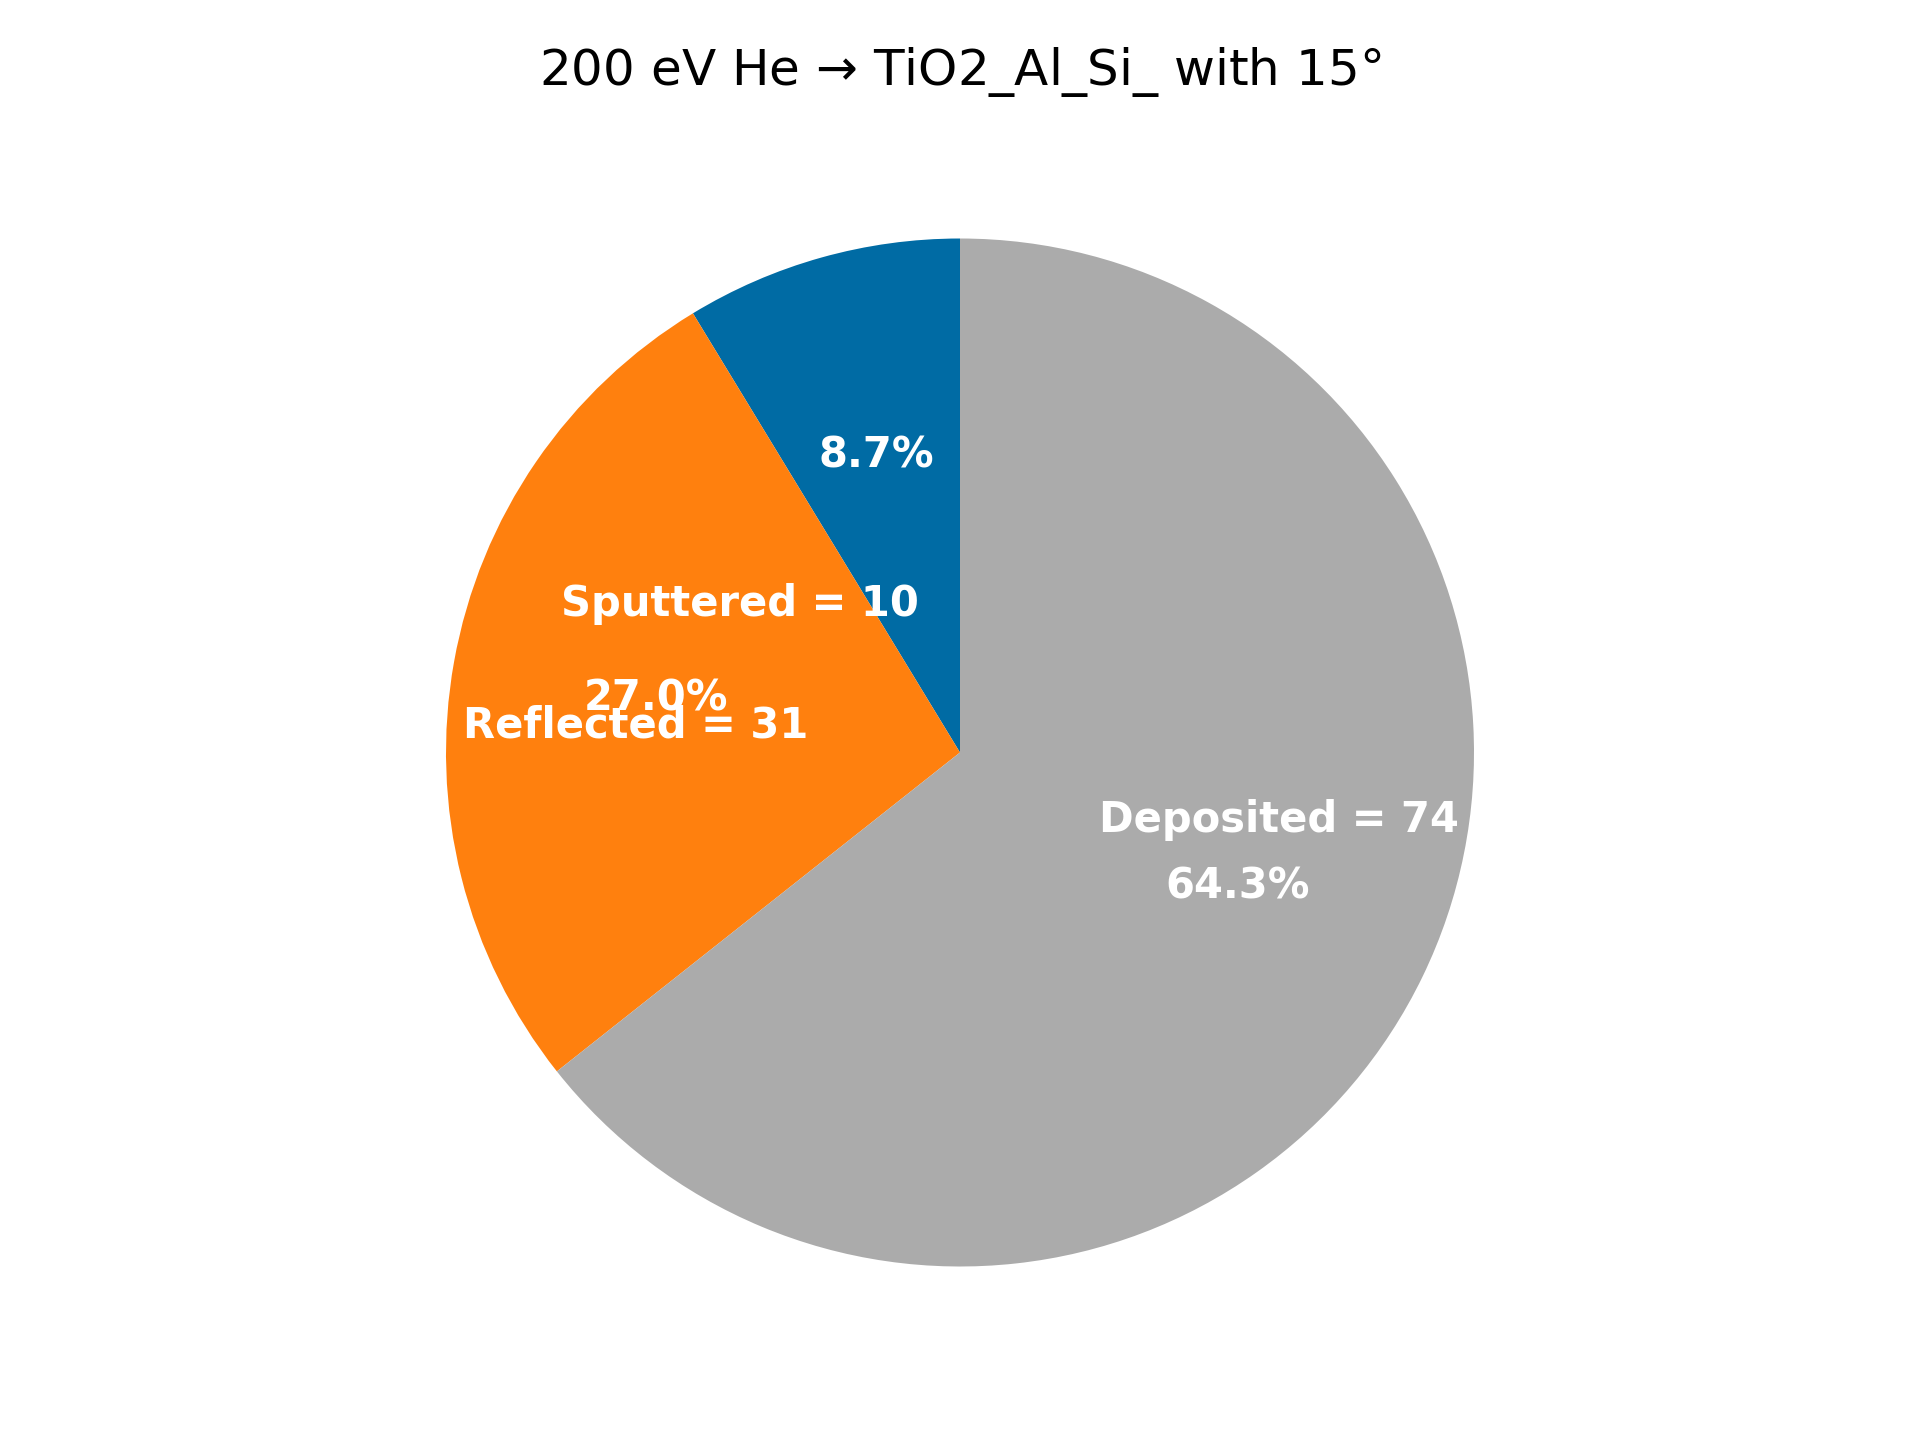 200 eV He → TiO2_Al_Si_ with 15°
8.7%
Sputtered = 10
27.0%
Reflected = 31
Deposited = 74
64.3%